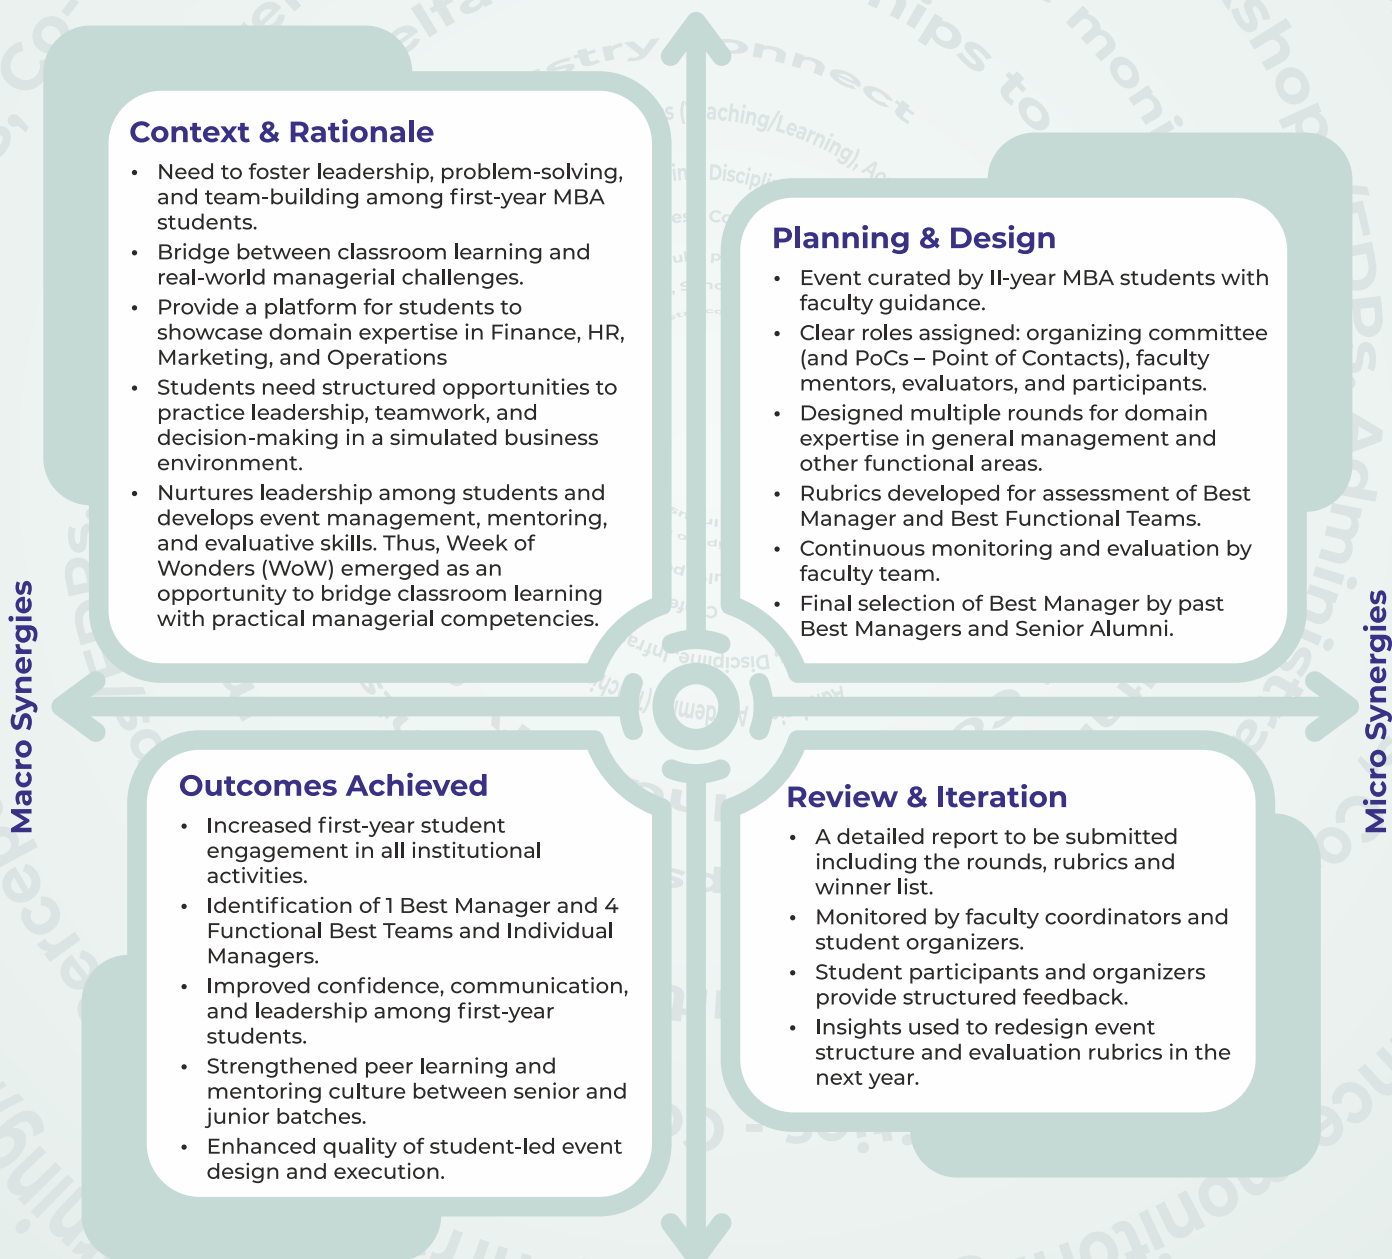 Context & Rationale
• Need to foster leadership, problem-solving,
and team-building among first-year MBA
students.
• Bridge between classroom learning and
real-world managerial challenges.
• Provide a platform for students to
showcase domain expertise in Finance, HR,
Marketing, and Operations
• Students need structured opportunities to
practice leadership, teamwork, and
decision-making in a simulated business
environment.
• Nurtures leadership among students and
develops event management, mentoring,
and evaluative skills. Thus, Week of
Wonders (WoW) emerged as an
opportunity to bridge classroom learning
with practical managerial competencies.
Planning & Design
• Event curated by II-year MBA students with
faculty guidance.
• Clear roles assigned: organizing committee
(and PoCs – Point of Contacts), faculty
mentors, evaluators, and participants.
• Designed multiple rounds for domain
expertise in general management and
other functional areas.
• Rubrics developed for assessment of Best
Manager and Best Functional Teams.
• Continuous monitoring and evaluation by
faculty team.
• Final selection of Best Manager by past
Best Managers and Senior Alumni.
Macro Synergies
Micro Synergies
Outcomes Achieved
• Increased first-year student
engagement in all institutional
activities.
• Identification of 1 Best Manager and 4
Functional Best Teams and Individual
Managers.
• Improved confidence, communication,
and leadership among first-year
students.
• Strengthened peer learning and
mentoring culture between senior and
junior batches.
• Enhanced quality of student-led event
design and execution.
Review & Iteration
• A detailed report to be submitted
including the rounds, rubrics and
winner list.
• Monitored by faculty coordinators and
student organizers.
• Student participants and organizers
provide structured feedback.
• Insights used to redesign event
structure and evaluation rubrics in the
next year.